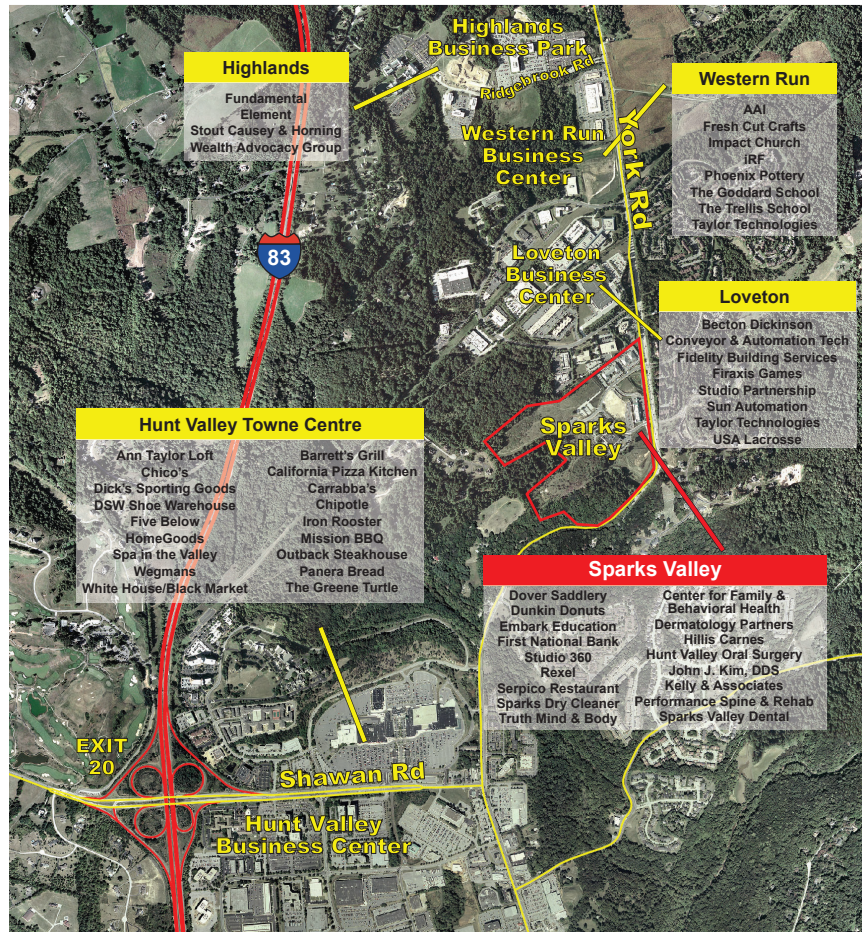 Highlands
Business Park
Ridgebrook Rd
Highlands
Fundamental
Element
Stout Causey & Horning
Wealth Advocacy Group
Western Run
AAI
Fresh Cut Crafts
Impact Church
iRF
Phoenix Pottery
The Goddard School
The Trellis School
Taylor Technologies
Western Run
Business
Center
York Rd
83
Loveton
Business
Center
Loveton
Becton Dickinson
Conveyor & Automation Tech
Fidelity Building Services
Firaxis Games
Studio Partnership
Sun Automation
Taylor Technologies
USA Lacrosse
Hunt Valley Towne Centre
Ann Taylor Loft
Chico's
Dick's Sporting Goods
DSW Shoe Warehouse
Five Below
HomeGoods
Spa in the Valley
Wegmans
White House/Black Market
Barrett's Grill
California Pizza Kitchen
Carrabba's
Chipotle
Iron Rooster
Mission BBQ
Outback Steakhouse
Panera Bread
The Greene Turtle
Sparks
Valley
Sparks Valley
Dover Saddlery
Dunkin Donuts
Embark Education
First National Bank
Studio 360
Rexel
Serpico Restaurant
Sparks Dry Cleaner
Truth Mind & Body
Center for Family &
Behavioral Health
Dermatology Partners
Hillis Carnes
Hunt Valley Oral Surgery
John J. Kim, DDS
Kelly & Associates
Performance Spine & Rehab
Sparks Valley Dental
EXIT
20
Shawan Rd
Hunt Valley
Business Center